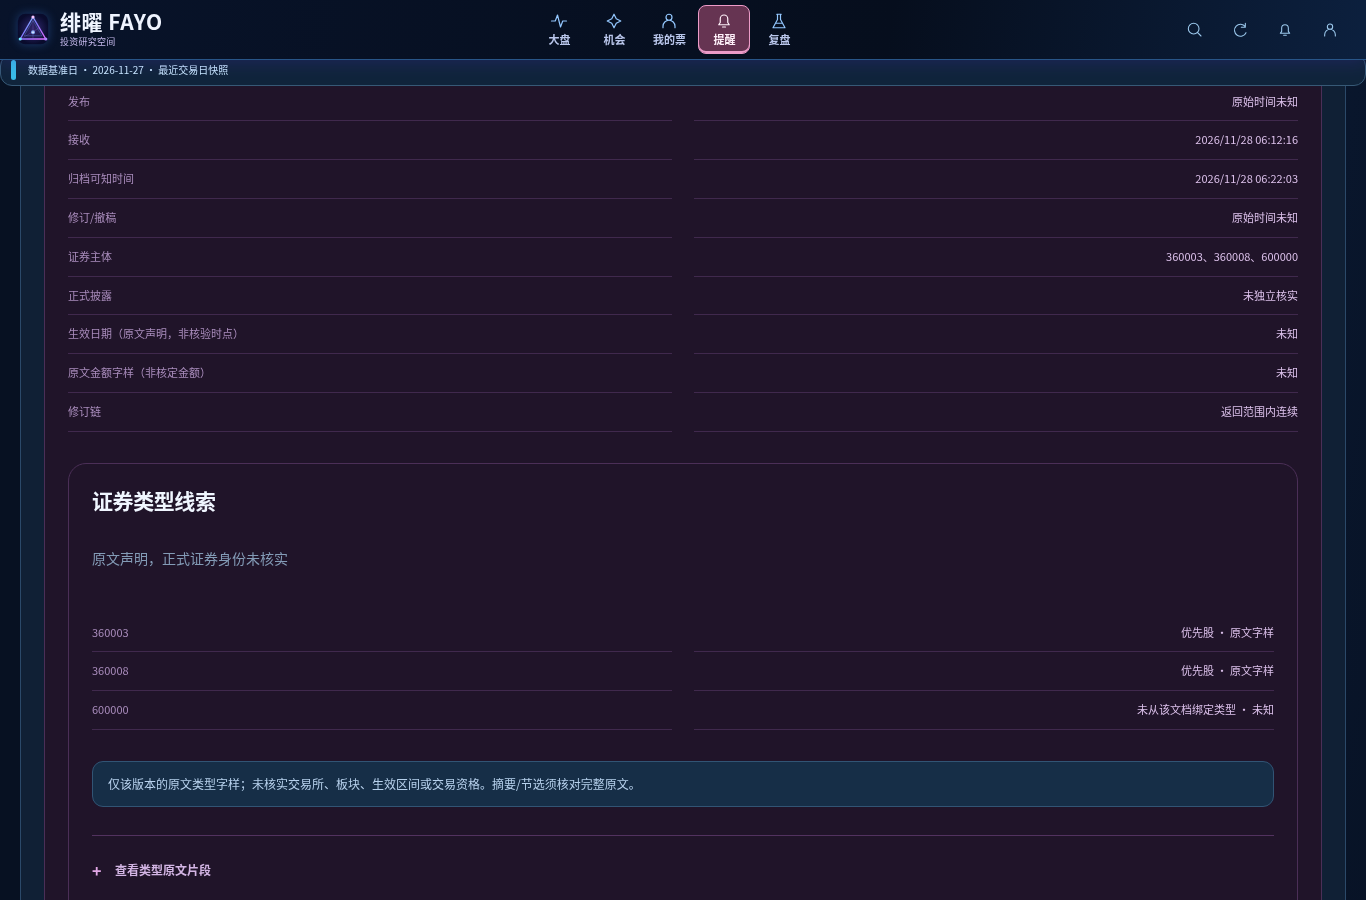 绯曜 FAYO
投资研究空间
大盘
机会
我的票
提醒
复盘
数据基准日 · 2026-11-27 · 最近交易日快照
发布 原始时间未知
接收 2026/11/28 06:12:16
归档可知时间 2026/11/28 06:22:03
修订/撤稿 原始时间未知
证券主体 360003、360008、600000
正式披露 未独立核实
生效日期（原文声明，非核验时点） 未知
原文金额字样（非核定金额） 未知
修订链 返回范围内连续
证券类型线索
原文声明，正式证券身份未核实
360003 优先股 · 原文字样
360008 优先股 · 原文字样
600000 未从该文档绑定类型 · 未知
仅该版本的原文类型字样；未核实交易所、板块、生效区间或交易资格。摘要/节选须核对完整原文。
+ 查看类型原文片段